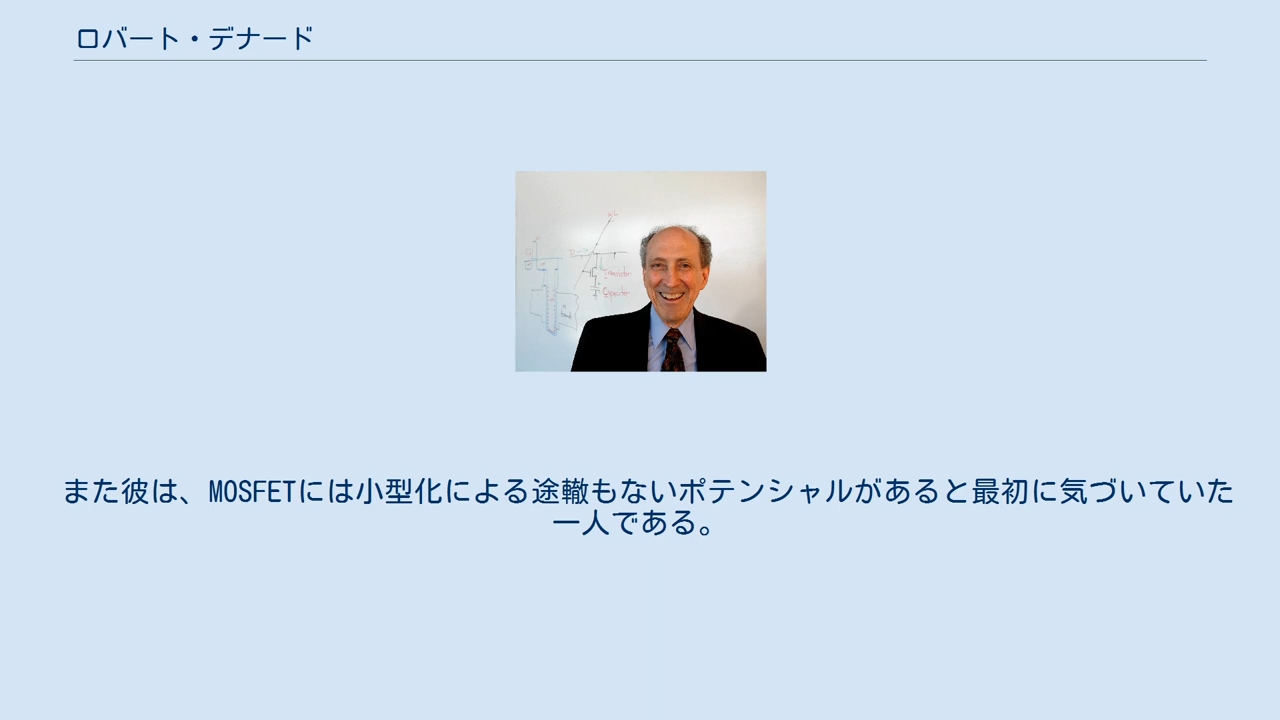 ロバート・デナード
Transistor
Capacitor
また彼は、MOSFETには小型化による途轍もないポテンシャルがあると最初に気づいていた
一人である。